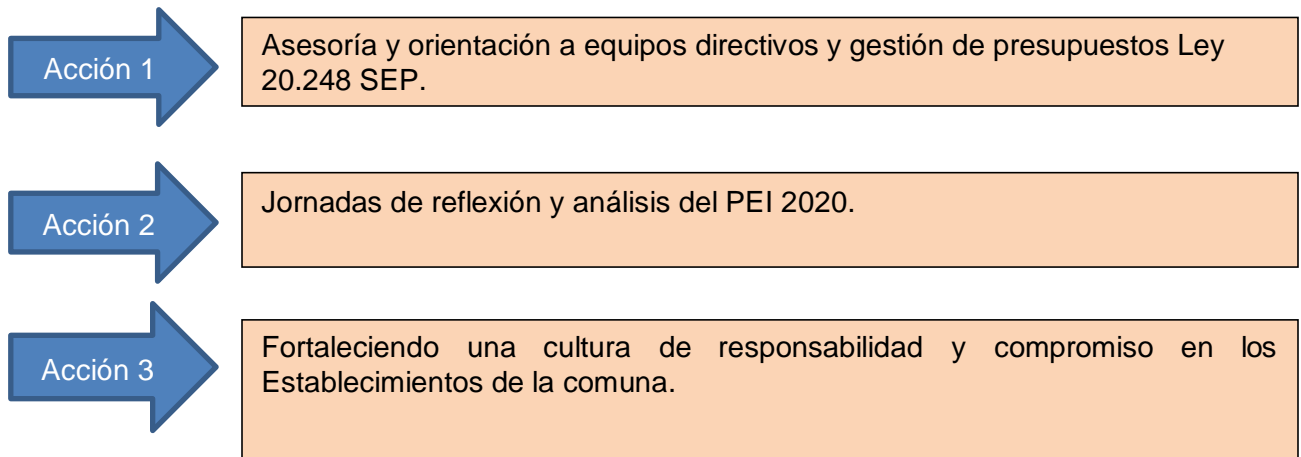 Acción 1
Asesoría y orientación a equipos directivos y gestión de presupuestos Ley
20.248 SEP.
Acción 2
Jornadas de reflexión y análisis del PEI 2020.
Acción 3
Fortaleciendo una cultura de responsabilidad y compromiso en los
Establecimientos de la comuna.